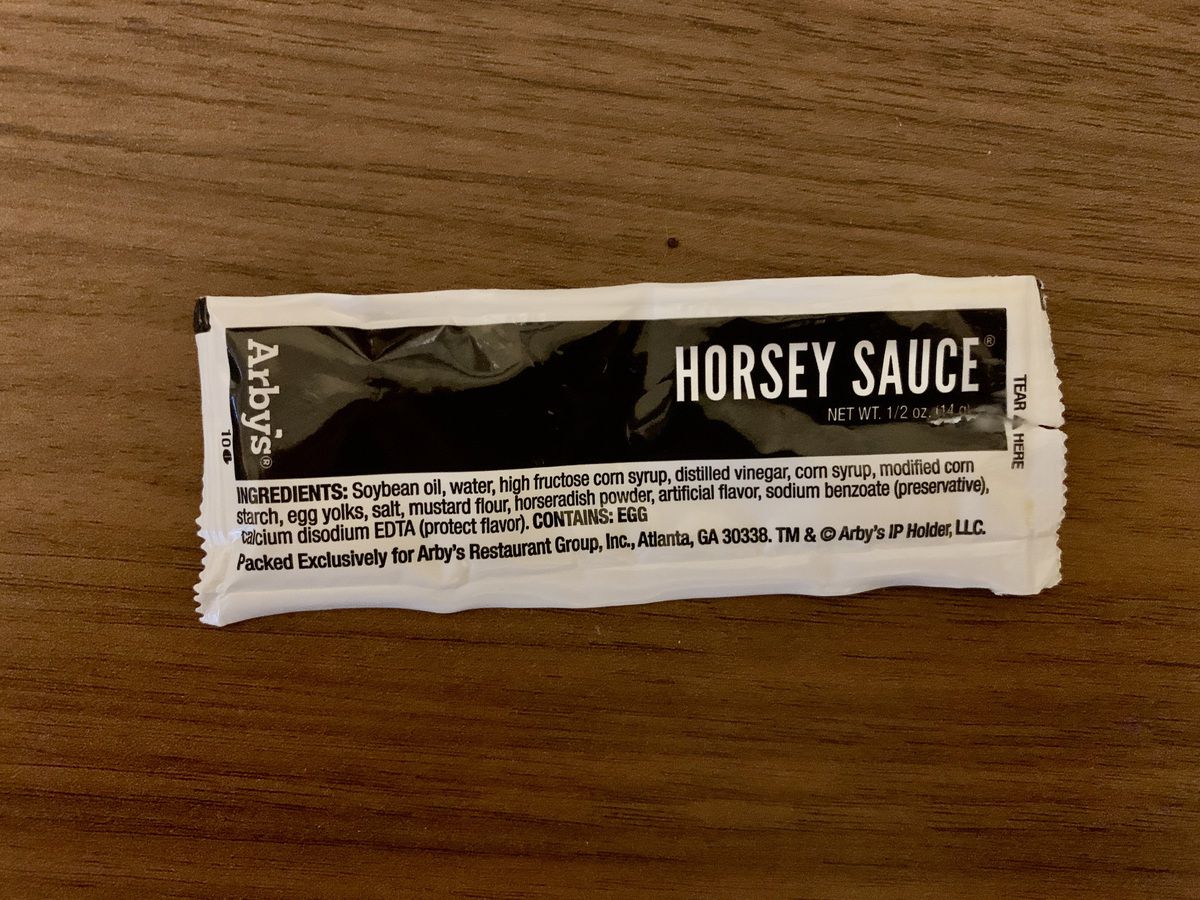 Arby's®
10
HORSEY SAUCE®
NET WT. 1/2 oz. (14 g)
TEAR HERE
INGREDIENTS: Soybean oil, water, high fructose corn syrup, distilled vinegar, corn syrup, modified corn
starch, egg yolks, salt, mustard flour, horseradish powder, artificial flavor, sodium benzoate (preservative),
calcium disodium EDTA (protect flavor). CONTAINS: EGG
Packed Exclusively for Arby's Restaurant Group, Inc., Atlanta, GA 30338. TM & © Arby's IP Holder, LLC.